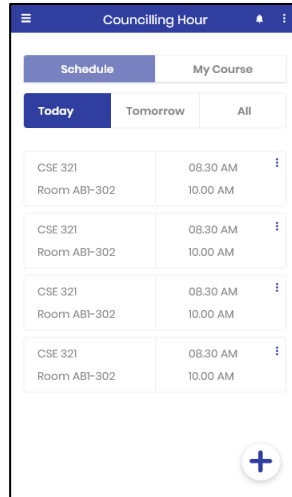 Councilling Hour
Schedule My Course
Today Tomorrow All
CSE 321 08.30 AM
Room AB1-302 10.00 AM
CSE 321 08.30 AM
Room AB1-302 10.00 AM
CSE 321 08.30 AM
Room AB1-302 10.00 AM
CSE 321 08.30 AM
Room AB1-302 10.00 AM